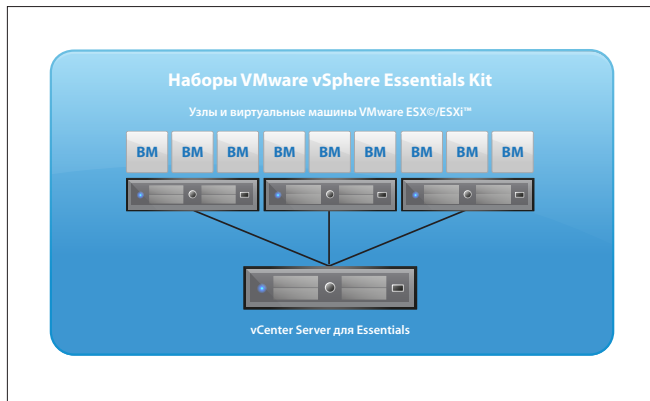 Наборы VMware vSphere Essentials Kit
Узлы и виртуальные машины VMware ESX©/ESXi™
ВМ ВМ ВМ ВМ ВМ ВМ ВМ ВМ ВМ
vCenter Server для Essentials